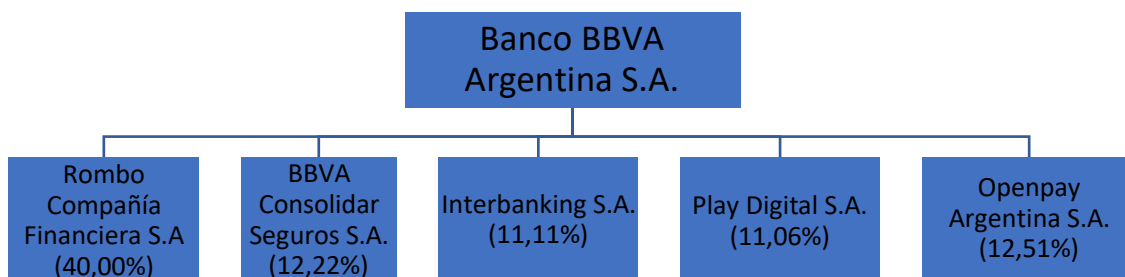 Banco BBVA
Argentina S.A.
Rombo
Compañía
Financiera S.A
(40,00%)
BBVA
Consolidar
Seguros S.A.
(12,22%)
Interbanking S.A.
(11,11%)
Play Digital S.A.
(11,06%)
Openpay
Argentina S.A.
(12,51%)